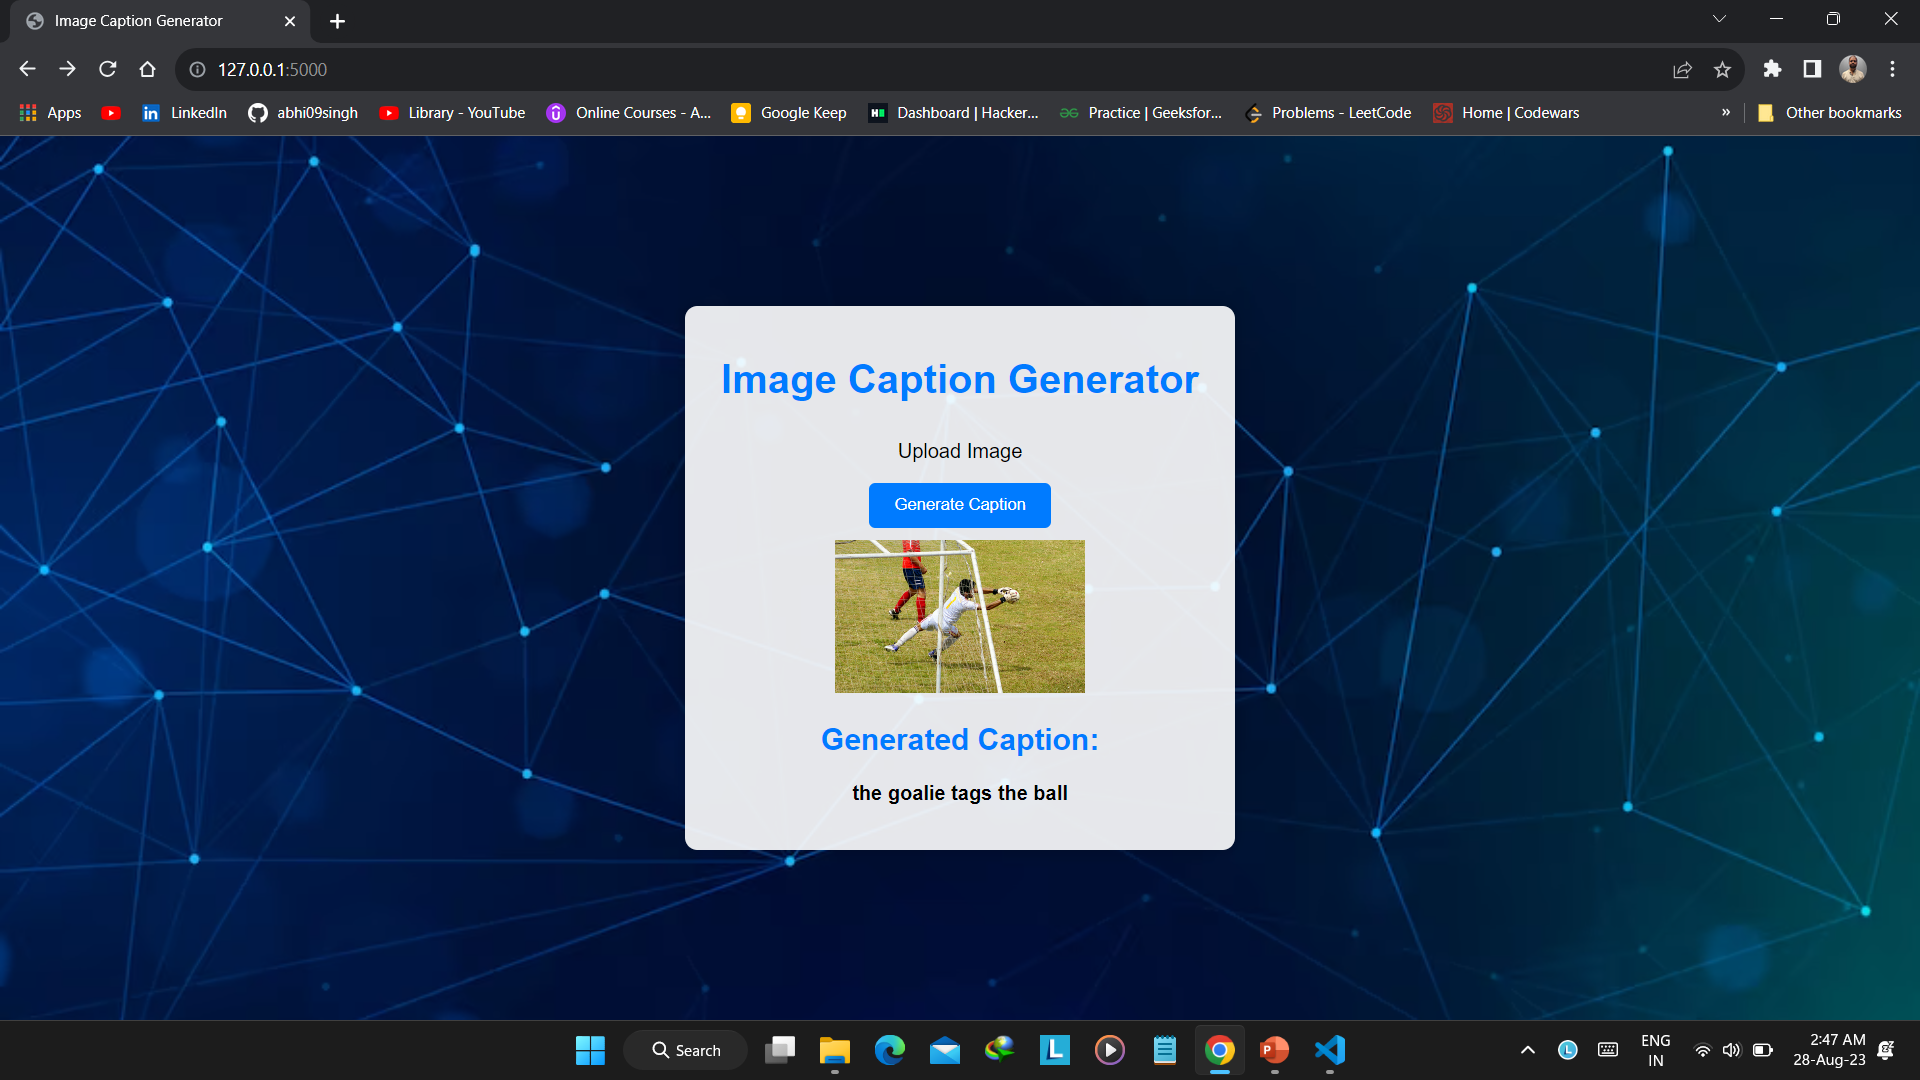 Image Caption Generator
127.0.0.1:5000
Apps
LinkedIn
abhi09singh
Library - YouTube
Online Courses - A...
Google Keep
Dashboard | Hacker...
Practice | Geeksfor...
Problems - LeetCode
Home | Codewars
»
Other bookmarks
Image Caption Generator
Upload Image
Generate Caption
Generated Caption:
the goalie tags the ball
Search
ENG
IN
2:47 AM
28-Aug-23